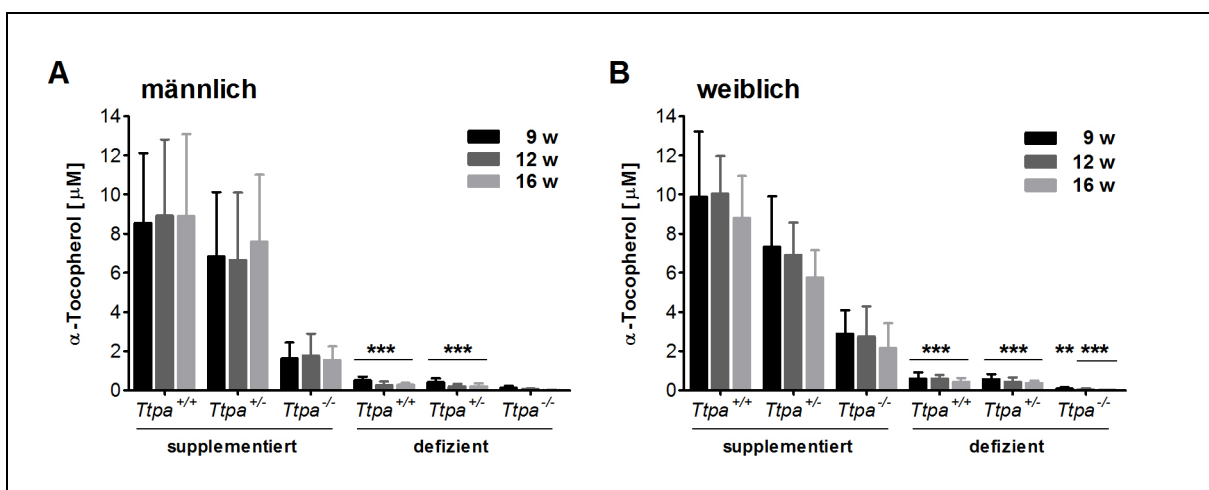 A
männlich
14
12
10
8
6
4
2
0
α-Tocopherol [µM]
9 w
12 w
16 w
*** ***
Ttpa +/+ Ttpa +/- Ttpa -/- Ttpa +/+ Ttpa +/- Ttpa -/-
supplementiert defizient
B
weiblich
14
12
10
8
6
4
2
0
α-Tocopherol [µM]
9 w
12 w
16 w
*** *** ** ***
Ttpa +/+ Ttpa +/- Ttpa -/- Ttpa +/+ Ttpa +/- Ttpa -/-
supplementiert defizient